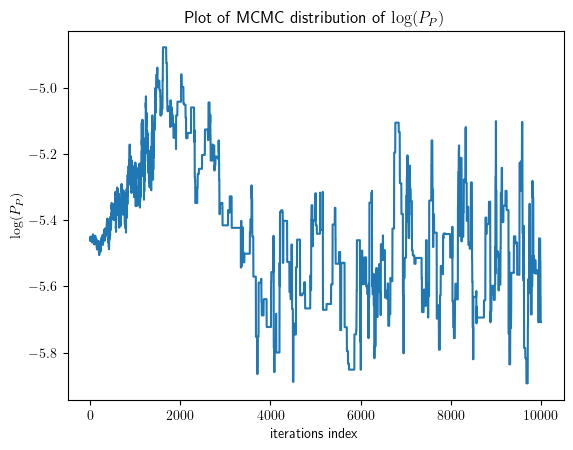 Plot of MCMC distribution of log(P_P)
−5.0
−5.2
−5.4
−5.6
−5.8
log(P_P)
0 2000 4000 6000 8000 10000
iterations index